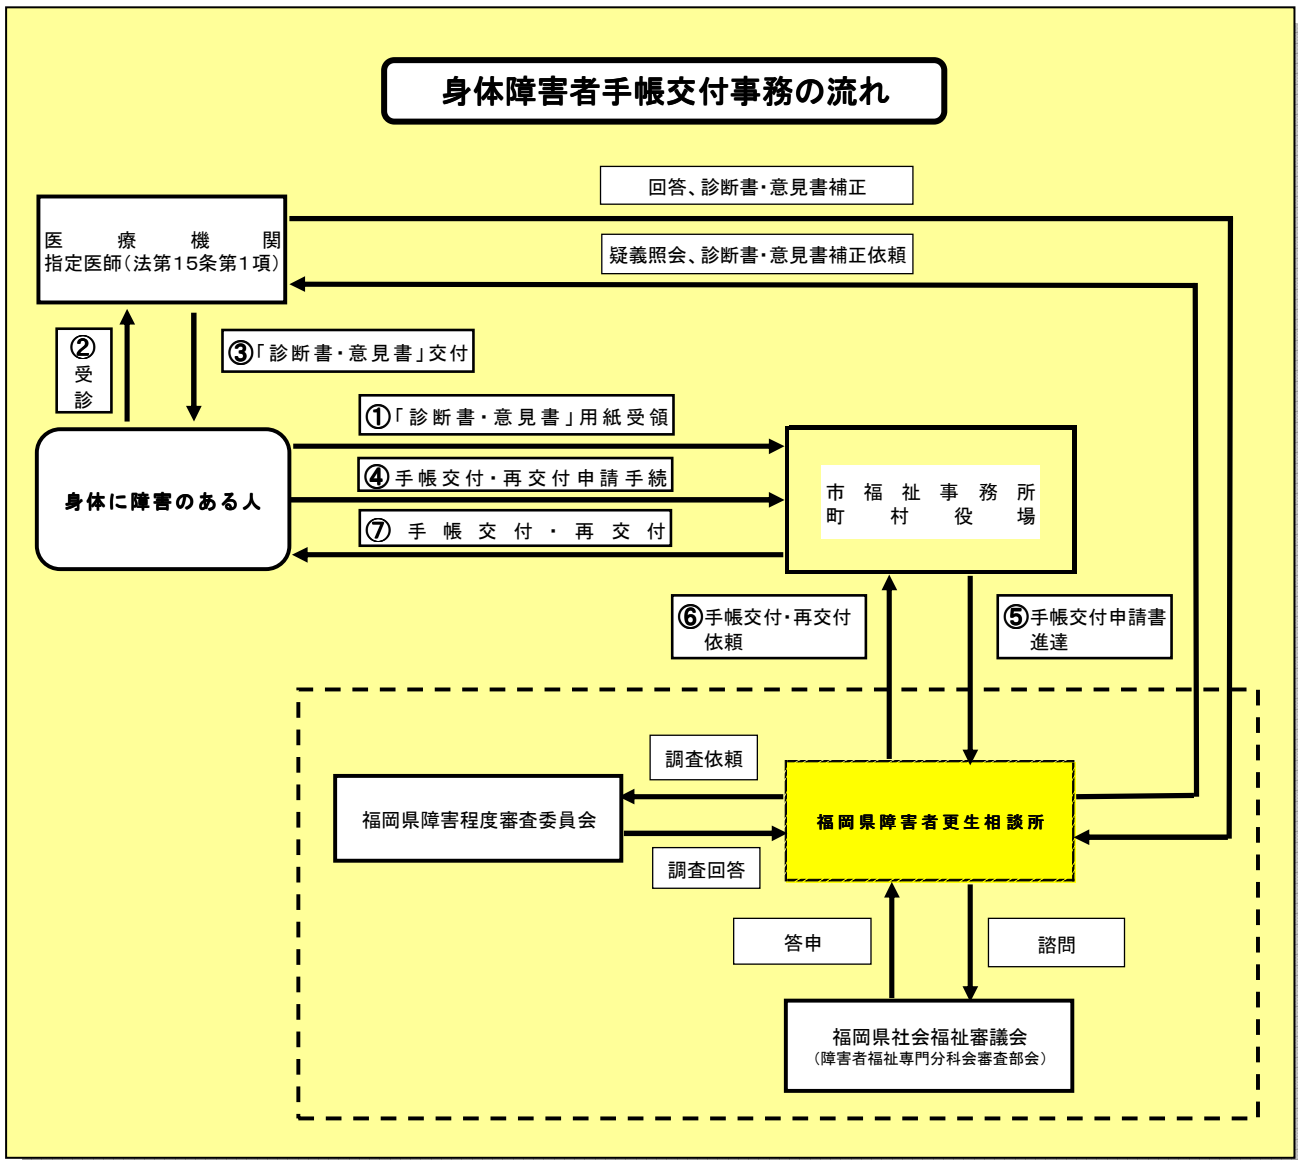 身体障害者手帳交付事務の流れ
回答、診断書・意見書補正
医療機関
指定医師(法第15条第1項)
疑義照会、診断書・意見書補正依頼
②
受
診
③「診断書・意見書」交付
①「診断書・意見書」用紙受領
④手帳交付・再交付申請手続
⑦手帳交付・再交付
身体に障害のある人
市福祉事務所
町村役場
⑥手帳交付・再交付
依頼
⑤手帳交付申請書
進達
調査依頼
福岡県障害程度審査委員会
福岡県障害者更生相談所
調査回答
答申
諮問
福岡県社会福祉審議会
(障害者福祉専門分科会審査部会)